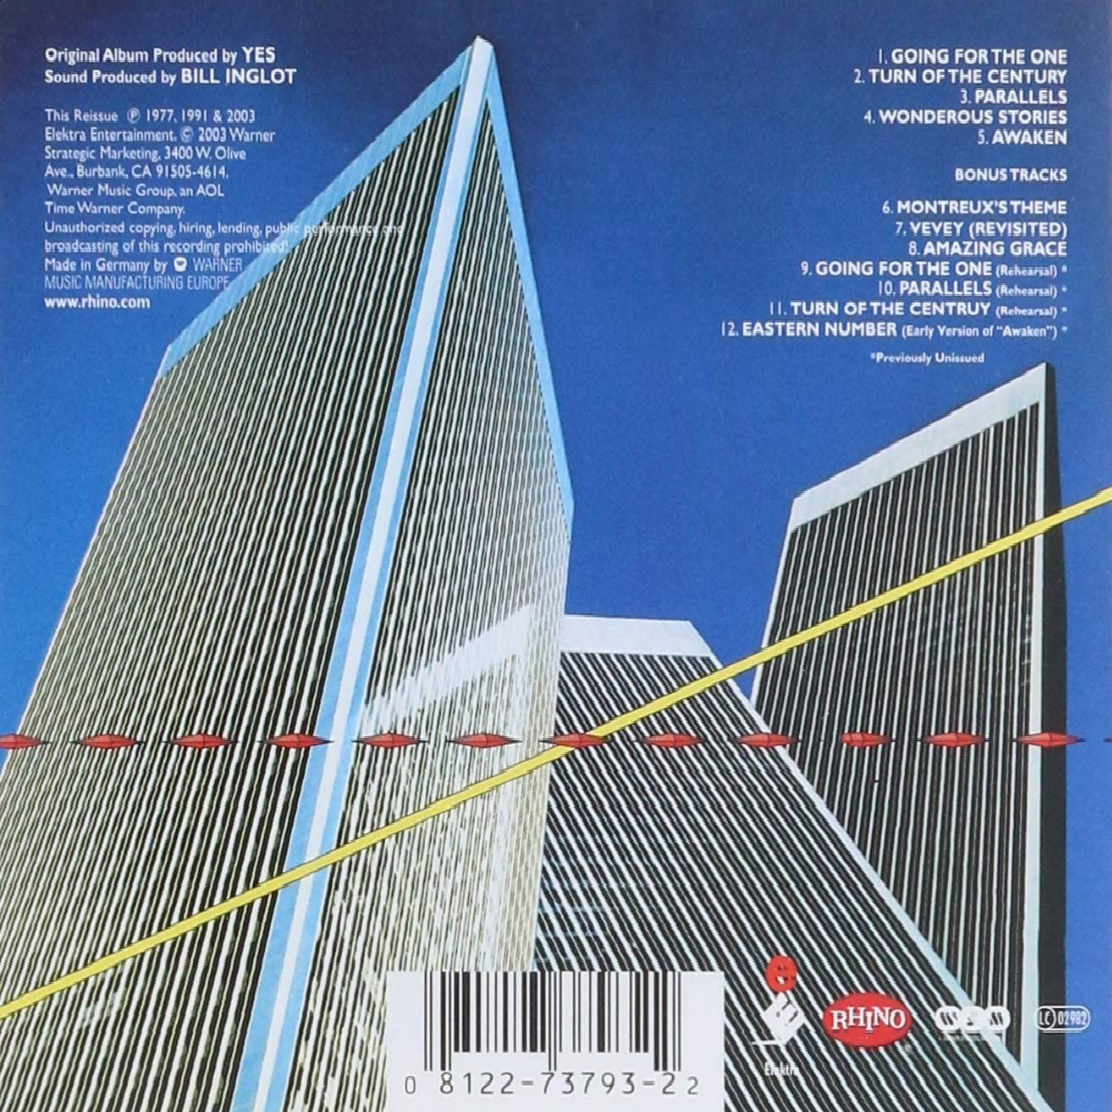 Original Album Produced by YES
Sound Produced by BILL INGLOT
This Reissue ℗ 1977, 1991 & 2003
Elektra Entertainment, © 2003 Warner
Strategic Marketing, 3400 W. Olive
Ave., Burbank, CA 91505-4614,
Warner Music Group, an AOL
Time Warner Company.
Unauthorized copying, hiring, lending, public performance and
broadcasting of this recording prohibited!
Made in Germany by WARNER
MUSIC MANUFACTURING EUROPE
www.rhino.com
1. GOING FOR THE ONE
2. TURN OF THE CENTURY
3. PARALLELS
4. WONDEROUS STORIES
5. AWAKEN
BONUS TRACKS
6. MONTREUX'S THEME
7. VEVEY (REVISITED)
8. AMAZING GRACE
9. GOING FOR THE ONE (Rehearsal) *
10. PARALLELS (Rehearsal) *
11. TURN OF THE CENTRUY (Rehearsal) *
12. EASTERN NUMBER (Early Version of "Awaken") *
*Previously Unissued
0 8122-73793-2 2
e
Elektra
RHINO
LC 02982